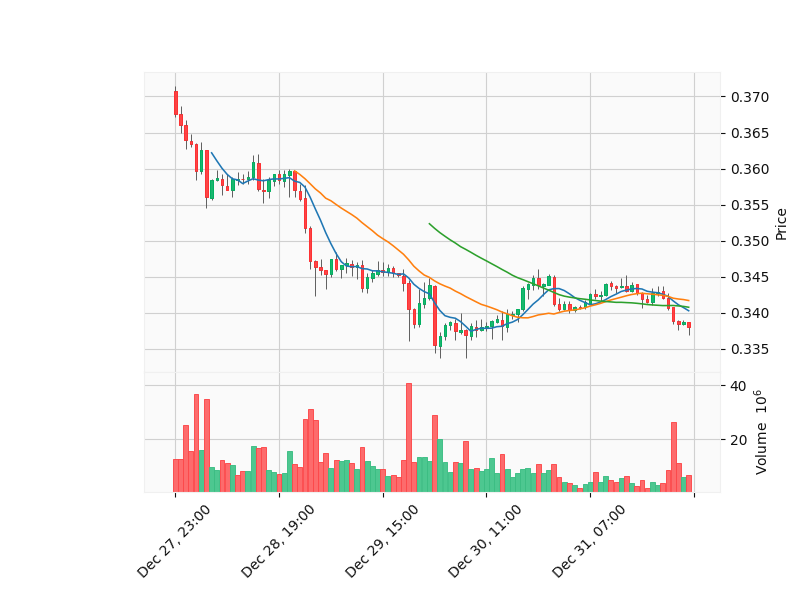 0.370
0.365
0.360
0.355
0.350
0.345
0.340
0.335
Price
40
20
Volume 10^6
Dec 27, 23:00
Dec 28, 19:00
Dec 29, 15:00
Dec 30, 11:00
Dec 31, 07:00